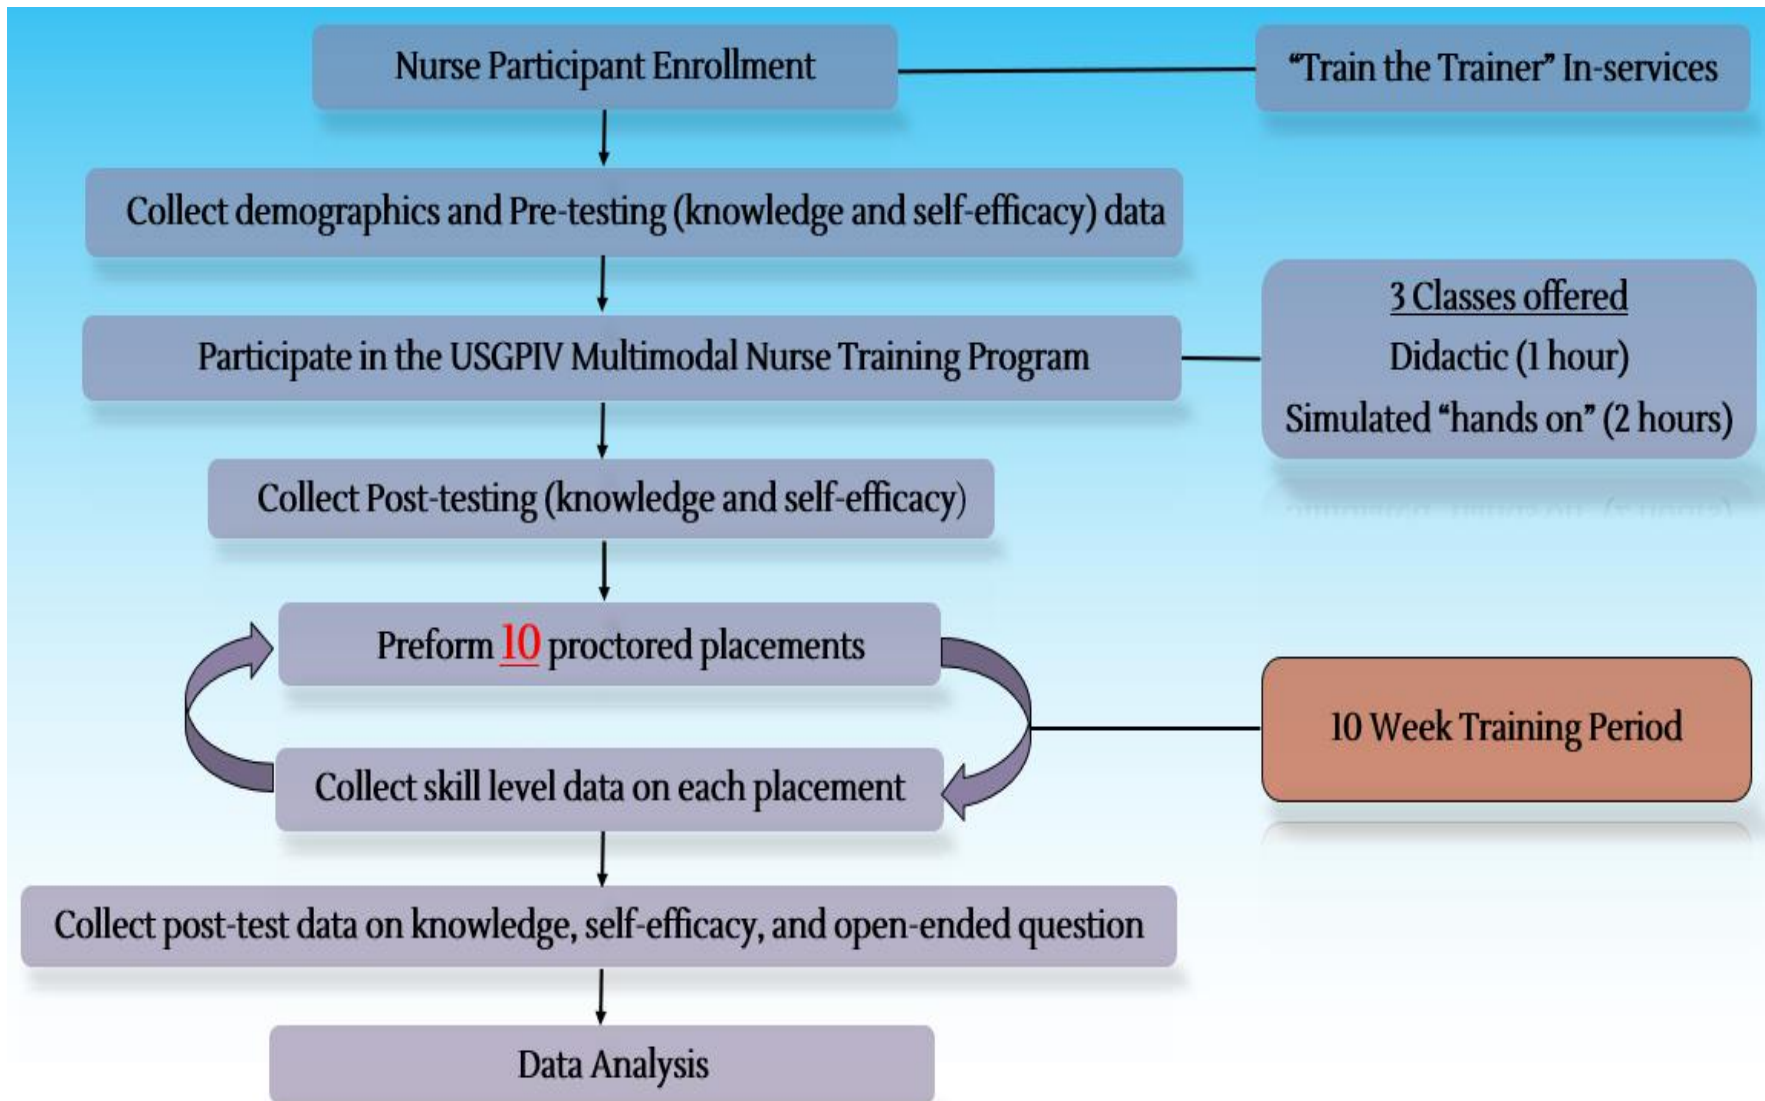 Nurse Participant Enrollment
“Train the Trainer” In-services
Collect demographics and Pre-testing (knowledge and self-efficacy) data
Participate in the USGPIV Multimodal Nurse Training Program
3 Classes offered
Didactic (1 hour)
Simulated “hands on” (2 hours)
Collect Post-testing (knowledge and self-efficacy)
Preform 10 proctored placements
10 Week Training Period
Collect skill level data on each placement
Collect post-test data on knowledge, self-efficacy, and open-ended question
Data Analysis